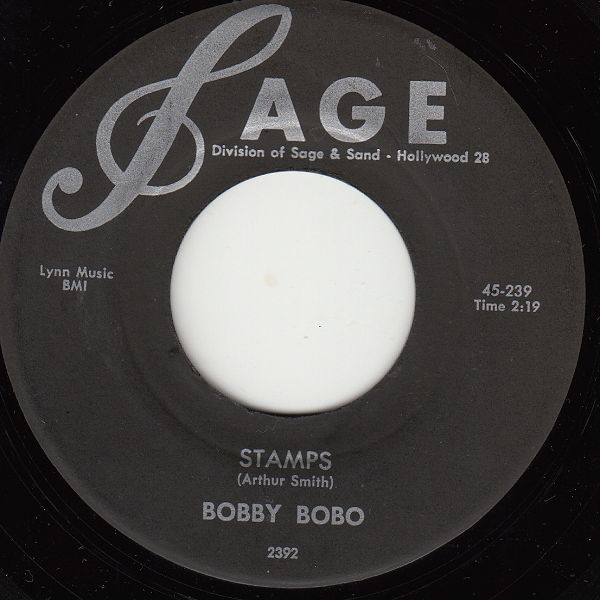 SAGE
Division of Sage & Sand - Hollywood 28
Lynn Music
BMI
45-239
Time 2:19
STAMPS
(Arthur Smith)
BOBBY BOBO
2392